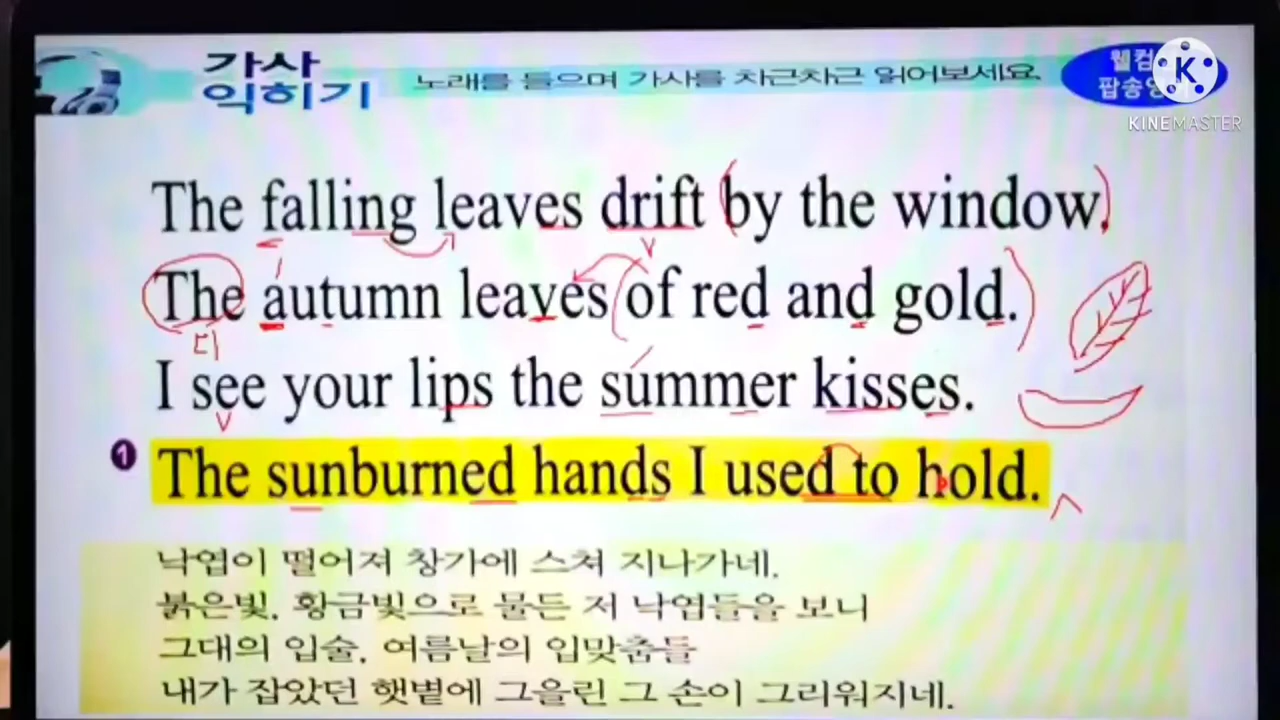 가사
익히기
노래를 들으며 가사를 차근차근 읽어보세요.
웰컴
팝송영
K
KINEMASTER
The falling leaves drift by the window.
The autumn leaves of red and gold.
디
I see your lips the summer kisses.
1 The sunburned hands I used to hold.
낙엽이 떨어져 창가에 스쳐 지나가네.
붉은빛, 황금빛으로 물든 저 낙엽들을 보니
그대의 입술, 여름날의 입맞춤들
내가 잡았던 햇볕에 그을린 그 손이 그리워지네.